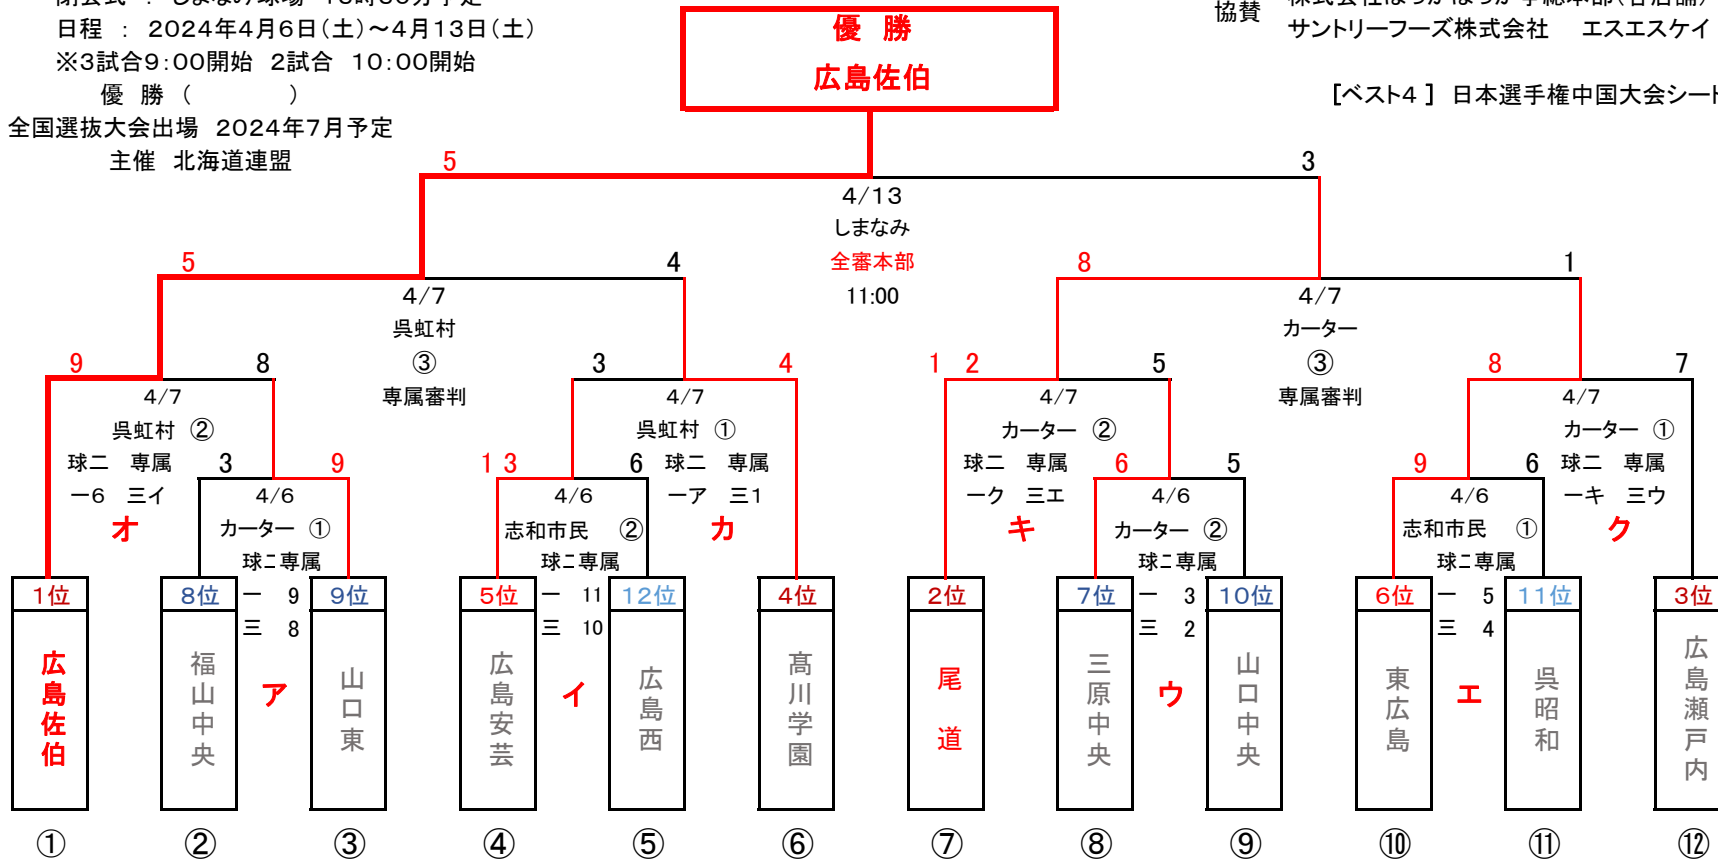 日程 ： 2024年4月6日(土)～4月13日(土)
※3試合9:00開始 2試合 10:00開始
優 勝 （ ）
全国選抜大会出場 2024年7月予定
主催 北海道連盟
優 勝
広島佐伯
協賛
サントリーフーズ株式会社 エスエスケイ
[ベスト4 ] 日本選手権中国大会シード
5 3
4/13
しまなみ
全審本部
11:00
5 4 8 1
4/7 4/7
呉虹村 カーター
③ ③
専属審判 専属審判
9 8 3 4 1 2 5 8 7
4/7 4/7 4/7 4/7
呉虹村 ② 呉虹村 ① カーター ② カーター ①
球二 専属 球二 専属 球二 専属 球二 専属
一6 三イ 一ア 三1 一ク 三エ 一キ 三ウ
オ カ キ ク
3 9 1 3 6 6 5 9 6
4/6 4/6 4/6 4/6
カーター ① 志和市民 ② カーター ② 志和市民 ①
球ニ専属 球ニ専属 球ニ専属 球ニ専属
1位 8位 一 9 9位 5位 一 11 12位 4位 2位 7位 一 3 10位 6位 一 5 11位 3位
三 8 三 10 三 2 三 4
広島佐伯 福山中央 ア 山口東 広島安芸 イ 広島西 髙川学園 尾道 三原中央 ウ 山口中央 東広島 エ 呉昭和 広島瀬戸内
① ② ③ ④ ⑤ ⑥ ⑦ ⑧ ⑨ ⑩ ⑪ ⑫